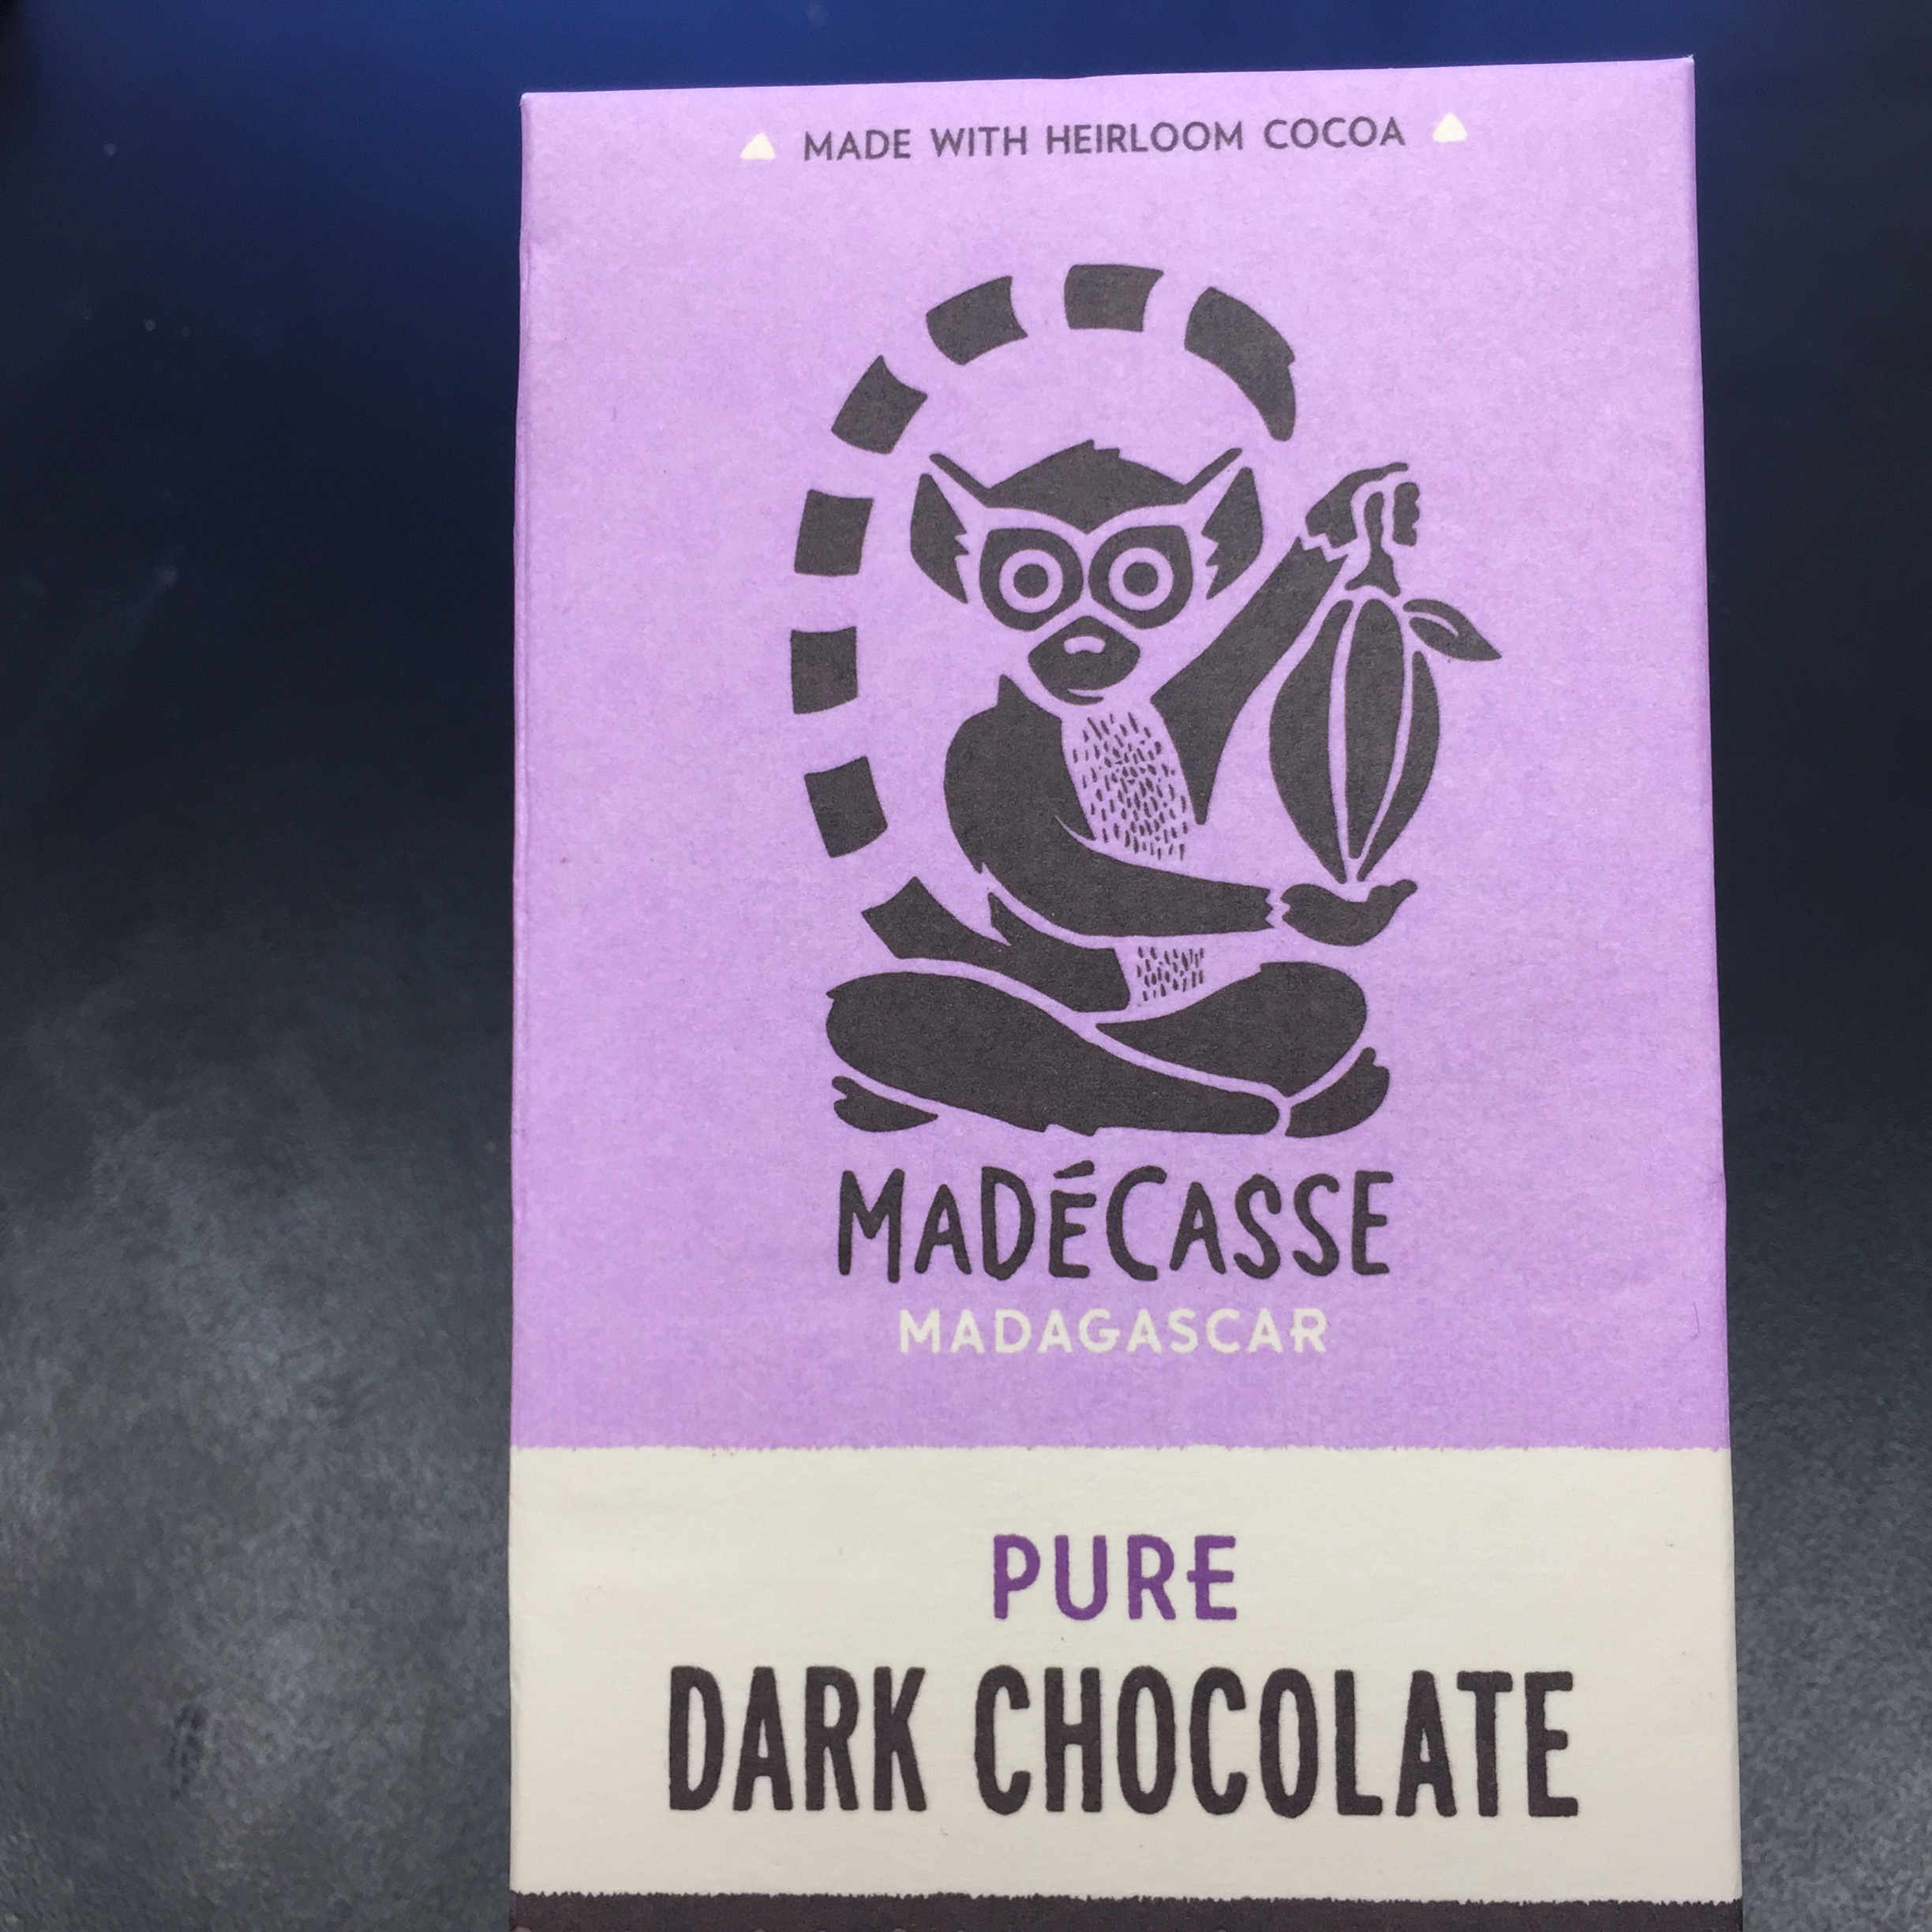 MADE WITH HEIRLOOM COCOA
MADÉCASSE
MADAGASCAR
PURE
DARK CHOCOLATE